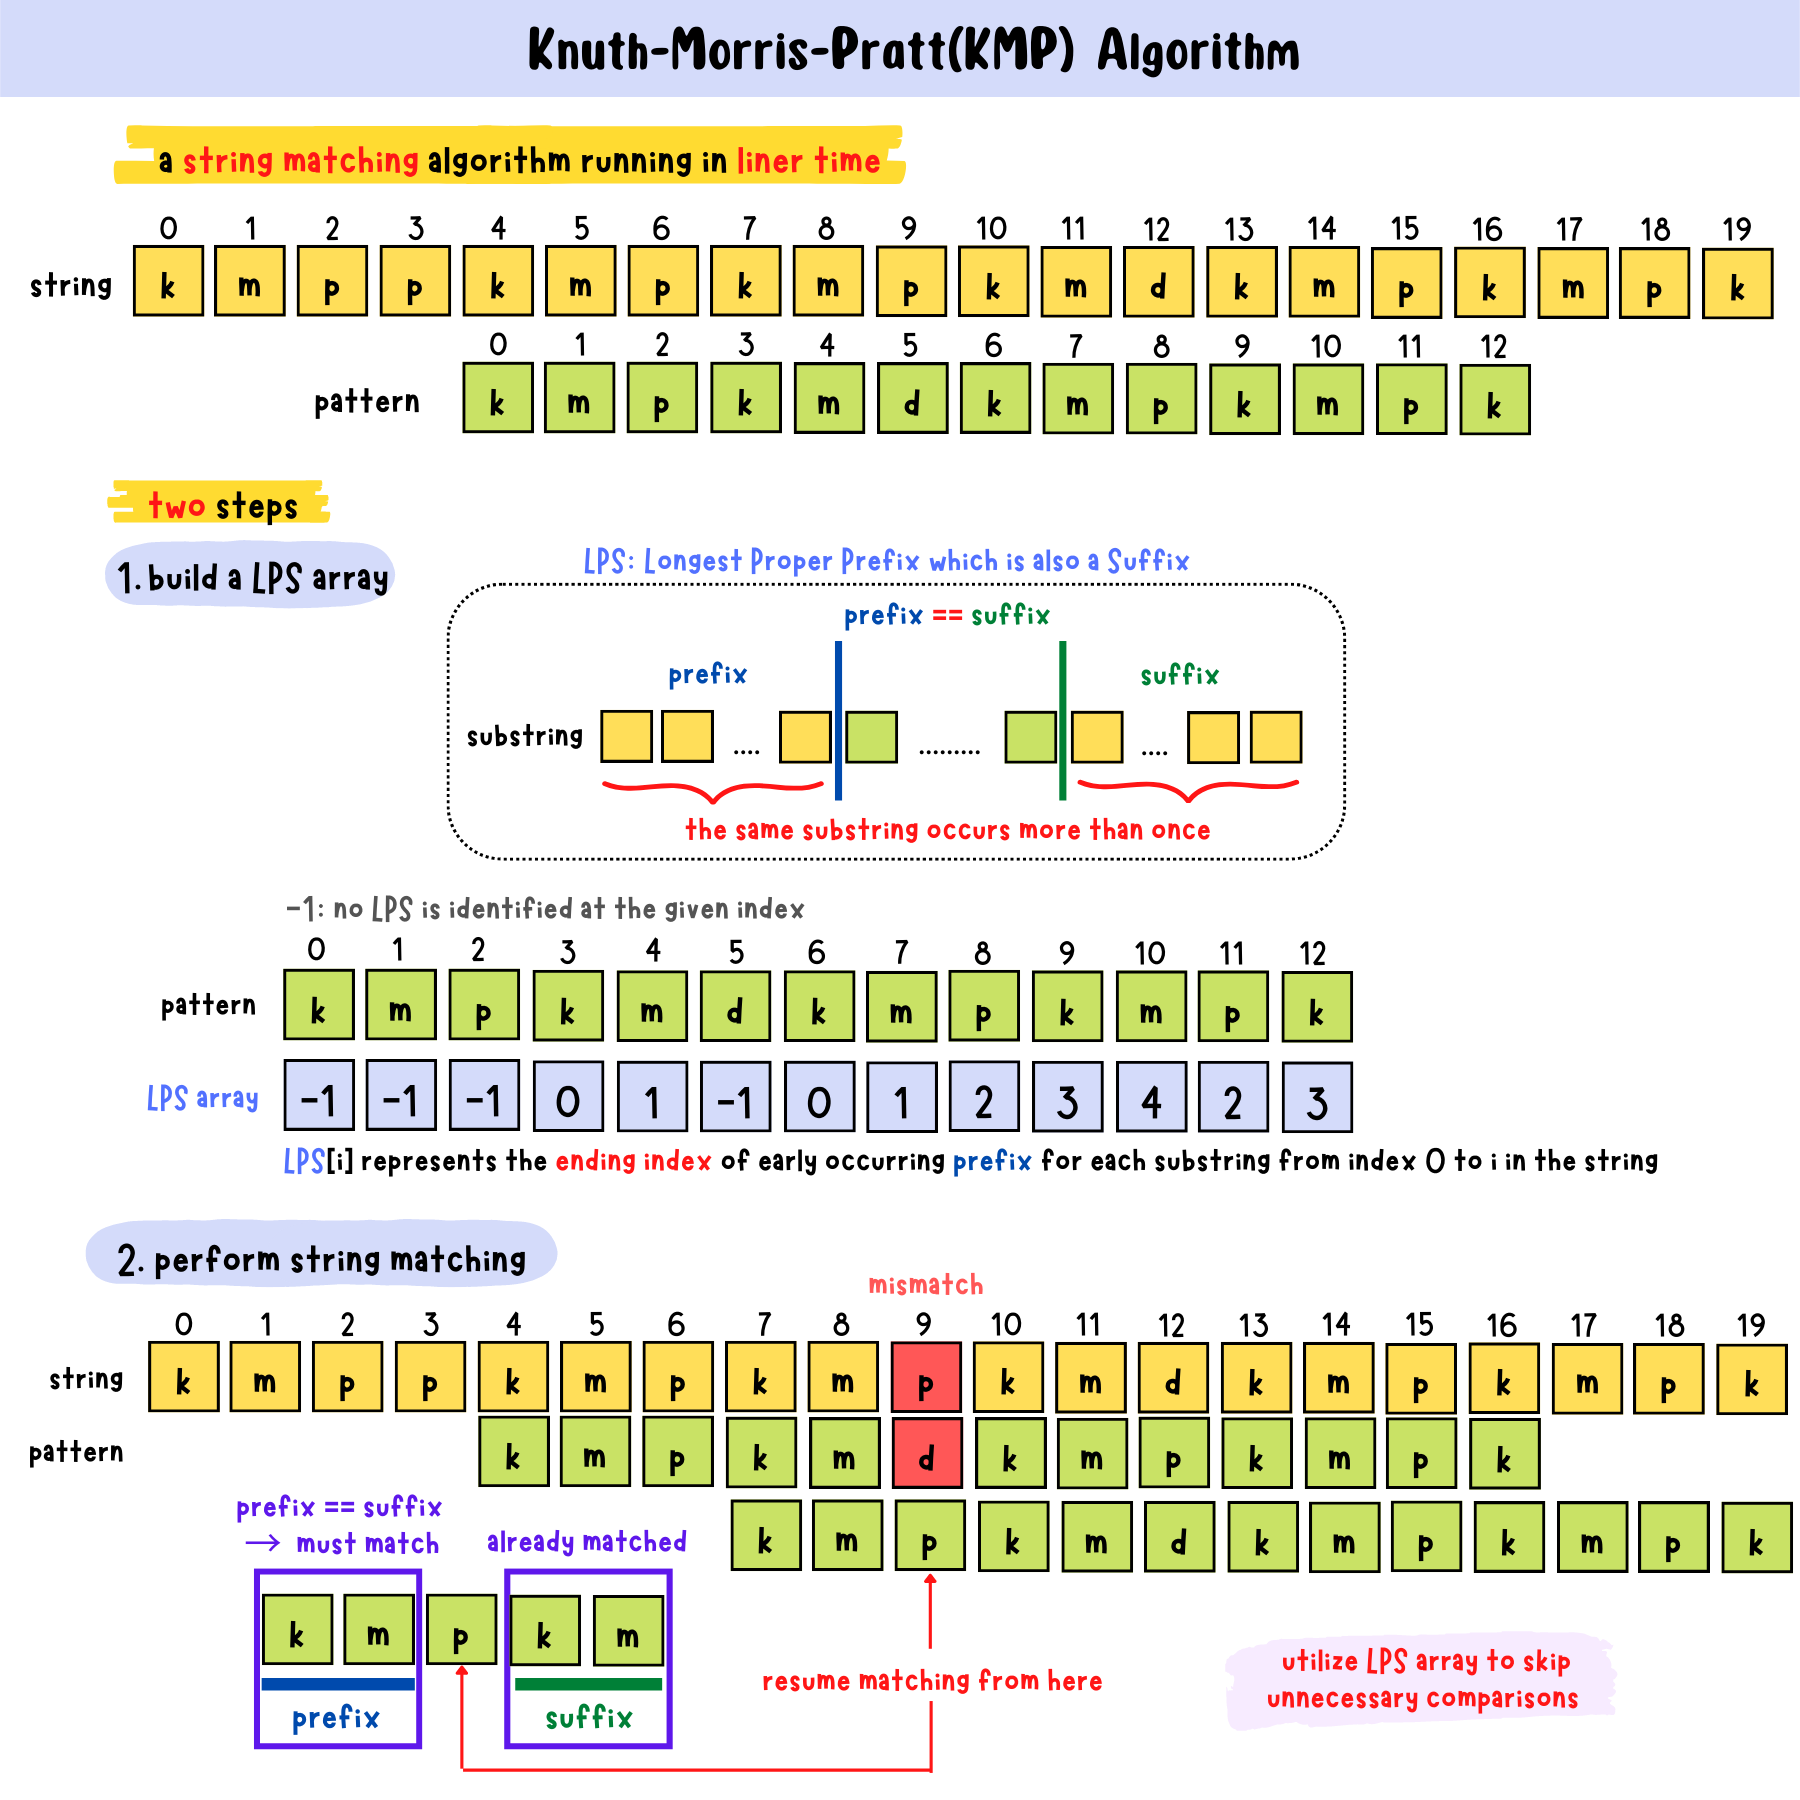 Knuth-Morris-Pratt(KMP) Algorithm
a string matching algorithm running in liner time
0 1 2 3 4 5 6 7 8 9 10 11 12 13 14 15 16 17 18 19
string k m p p k m p k m p k m d k m p k m p k
0 1 2 3 4 5 6 7 8 9 10 11 12
pattern k m p k m d k m p k m p k
two steps
1. build a LPS array
LPS: Longest Proper Prefix which is also a Suffix
prefix == suffix
prefix suffix
substring .... ......... ....
the same substring occurs more than once
-1: no LPS is identified at the given index
0 1 2 3 4 5 6 7 8 9 10 11 12
pattern k m p k m d k m p k m p k
LPS array -1 -1 -1 0 1 -1 0 1 2 3 4 2 3
LPS[i] represents the ending index of early occurring prefix for each substring from index 0 to i in the string
2. perform string matching
mismatch
0 1 2 3 4 5 6 7 8 9 10 11 12 13 14 15 16 17 18 19
string k m p p k m p k m p k m d k m p k m p k
pattern k m p k m d k m p k m p k
k m p k m d k m p k m p k
prefix == suffix
→ must match already matched
k m p k m
prefix suffix
resume matching from here
utilize LPS array to skip
unnecessary comparisons